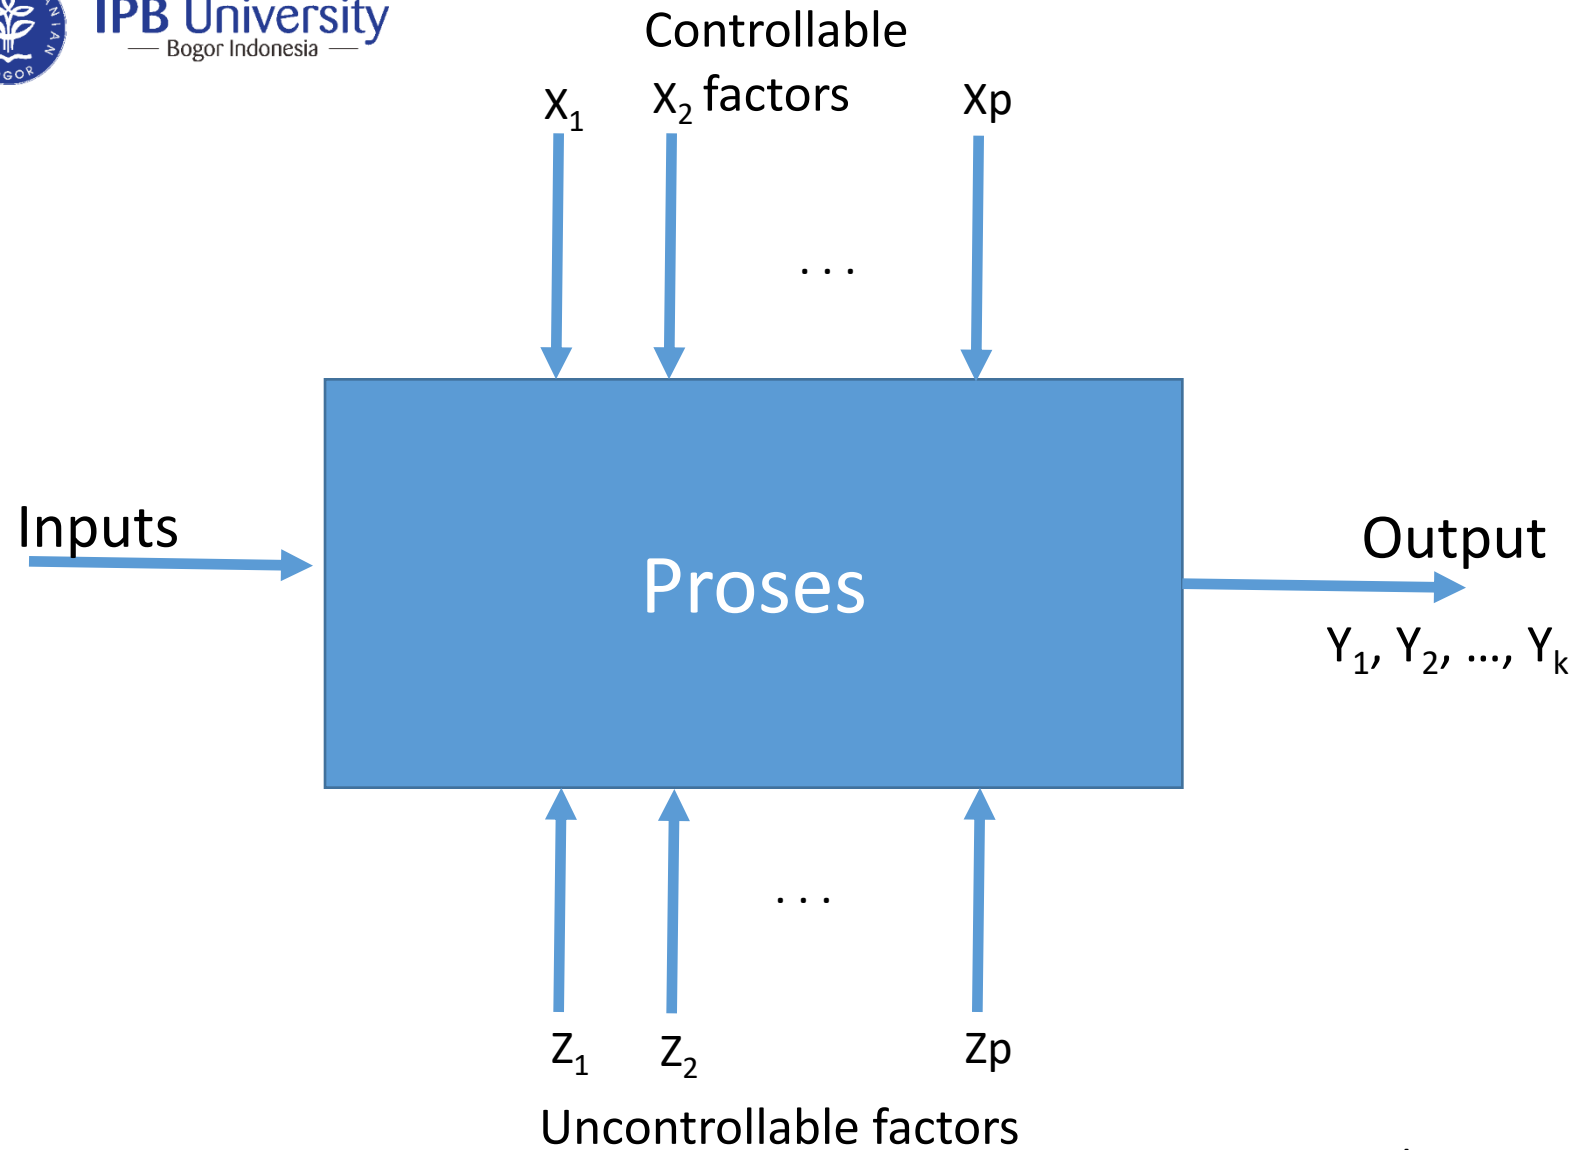 IPB University
— Bogor Indonesia —
Controllable
factors
X₁
X₂
Xp
. . .
Inputs
Proses
Output
Y₁, Y₂, ..., Yₖ
. . .
Z₁
Z₂
Zp
Uncontrollable factors